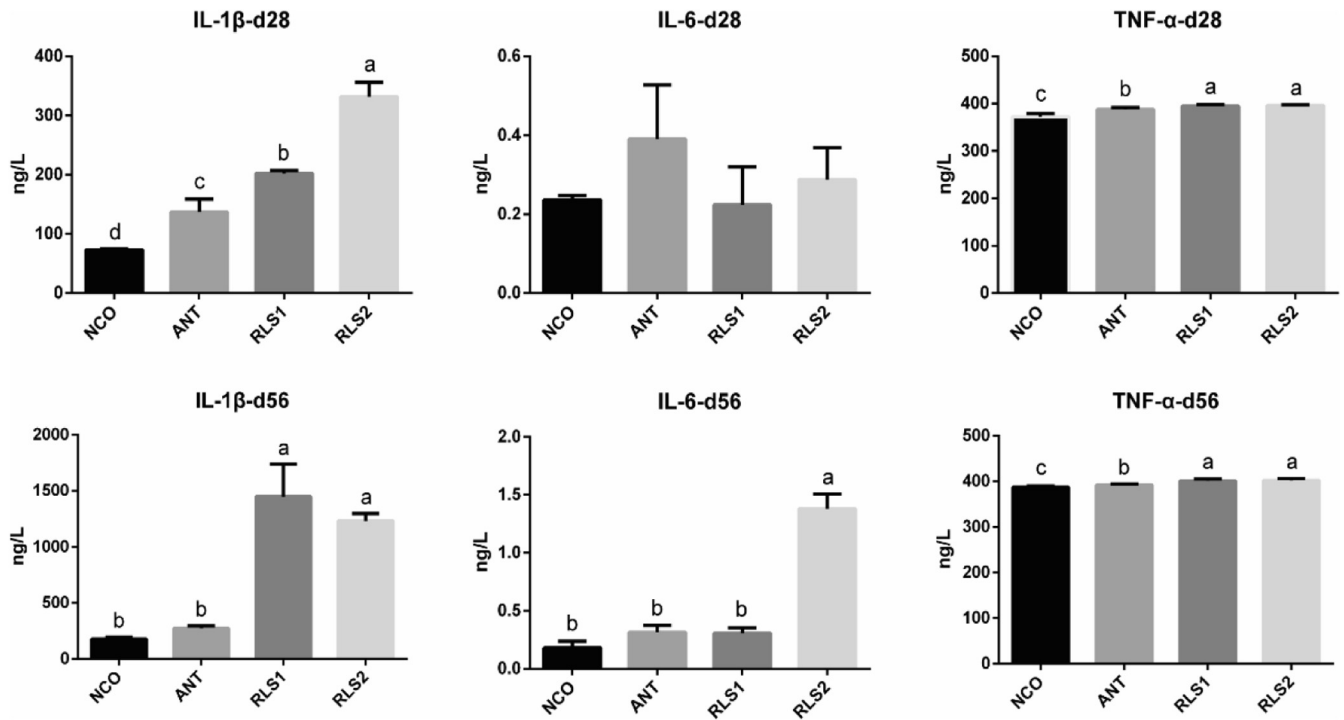 IL-1β-d28
400
300
200
100
0
ng/L
d
c
b
a
NCO
ANT
RLS1
RLS2
IL-6-d28
0.6
0.4
0.2
0.0
ng/L
NCO
ANT
RLS1
RLS2
TNF-α-d28
500
400
300
200
100
0
ng/L
c
b
a
a
NCO
ANT
RLS1
RLS2
IL-1β-d56
2000
1500
1000
500
0
ng/L
b
b
a
a
NCO
ANT
RLS1
RLS2
IL-6-d56
2.0
1.5
1.0
0.5
0.0
ng/L
b
b
b
a
NCO
ANT
RLS1
RLS2
TNF-α-d56
500
400
300
200
100
0
ng/L
c
b
a
a
NCO
ANT
RLS1
RLS2